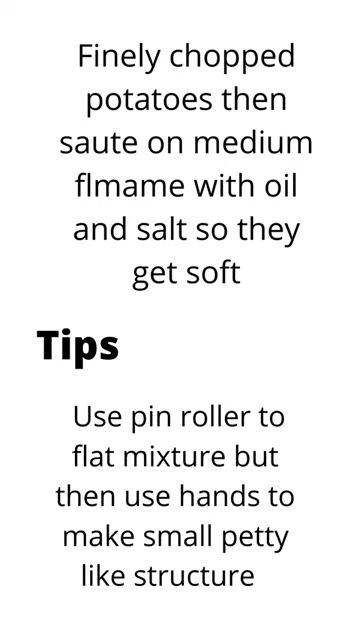 Finely chopped
potatoes then
saute on medium
flmame with oil
and salt so they
get soft
Tips
Use pin roller to
flat mixture but
then use hands to
make small petty
like structure